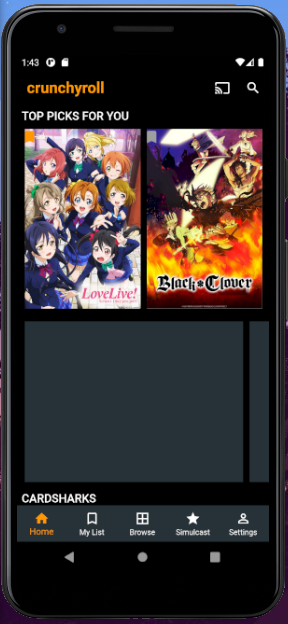 1:43
crunchyroll
TOP PICKS FOR YOU
LoveLive!
Black Clover
CARDSHARKS
Home
My List
Browse
Simulcast
Settings